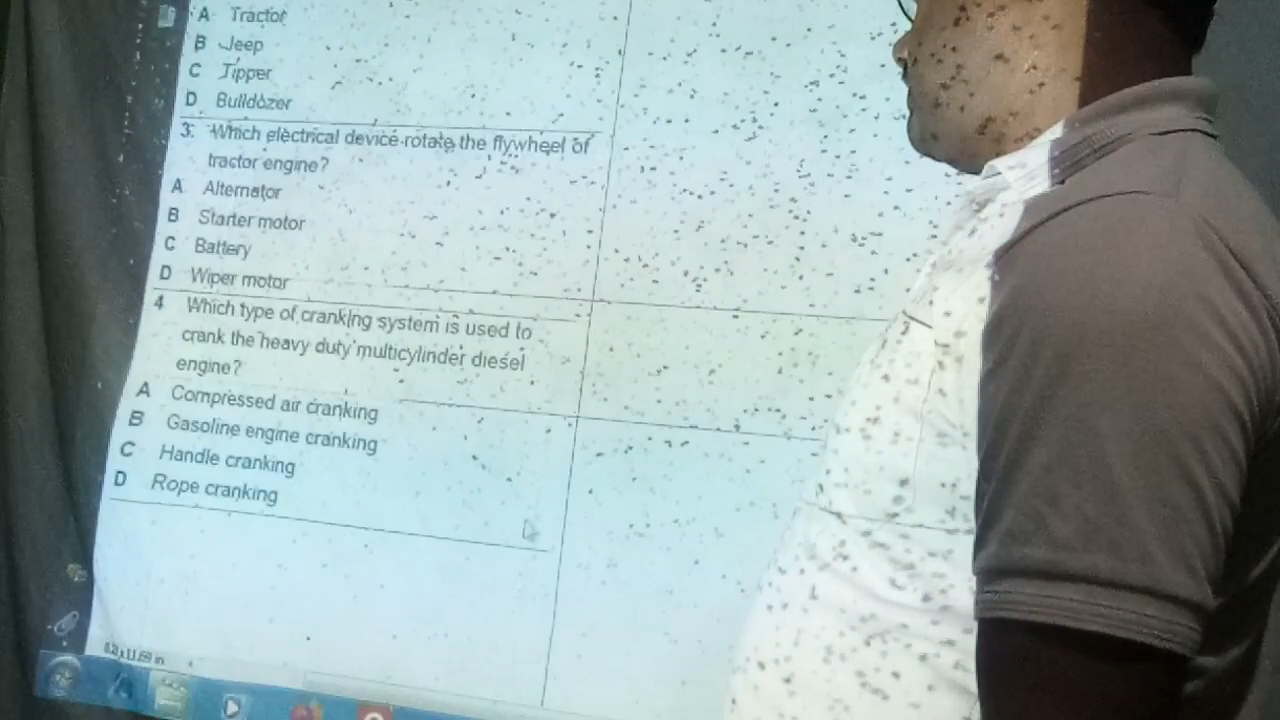 A Tractor
B Jeep
C Tipper
D Bulldozer
3. Which electrical device rotate the flywheel of
tractor engine?
A Alternator
B Starter motor
C Battery
D Wiper motor
4 Which type of cranking system is used to
crank the heavy duty multicylinder diesel
engine?
A Compressed air cranking
B Gasoline engine cranking
C Handle cranking
D Rope cranking